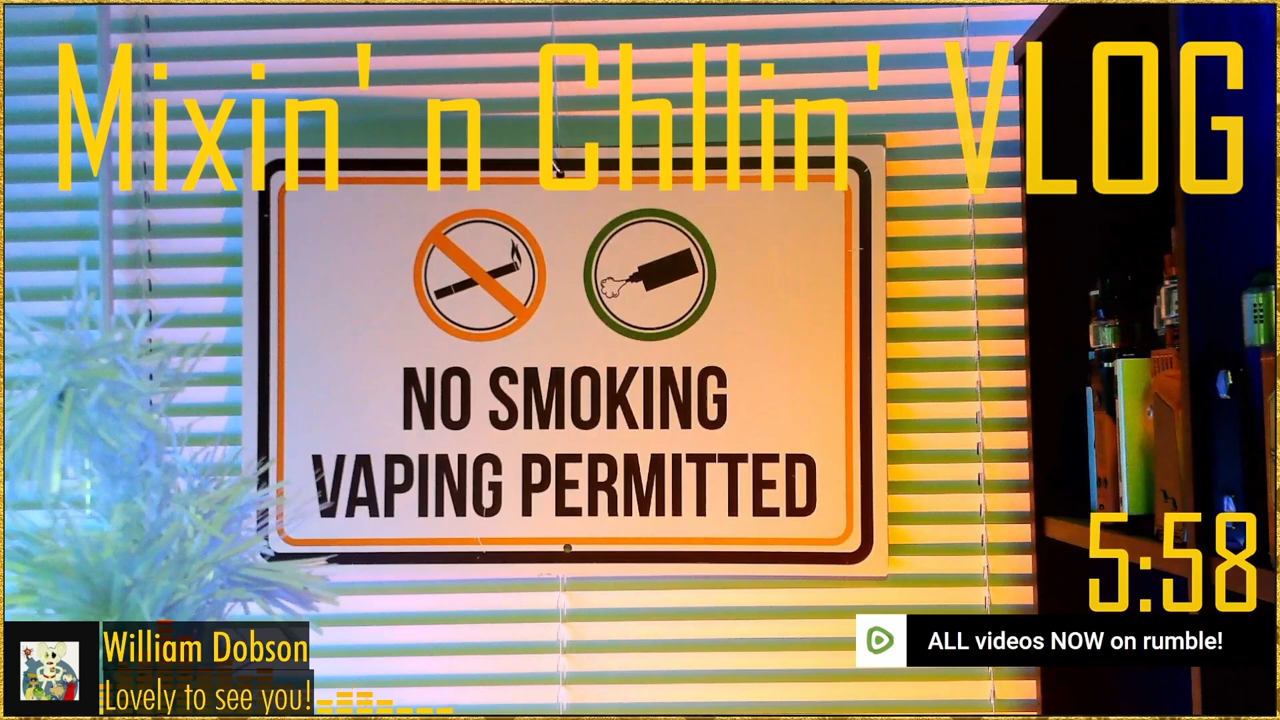 Mixin' n Chllin' VLOG
NO SMOKING
VAPING PERMITTED
5:58
William Dobson
Lovely to see you!
ALL videos NOW on rumble!